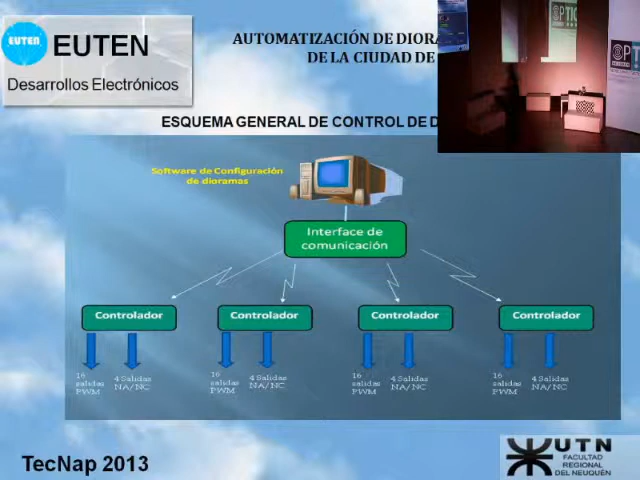 EUTEN
EUTEN
Desarrollos Electrónicos
AUTOMATIZACIÓN DE
DE LA CIUDAD DE
ESQUEMA GENERAL DE CONTROL DE
Software de Configuración
de dioramas
Interface de
comunicación
Controlador
Controlador
Controlador
Controlador
16
salidas
PWM
4 Salidas
NA/NC
16
salidas
PWM
4 Salidas
NA/NC
16
salidas
PWM
4 Salidas
NA/NC
16
salidas
PWM
4 Salidas
NA/NC
TecNap 2013
UTN
FACULTAD
REGIONAL
DEL NEUQUÉN